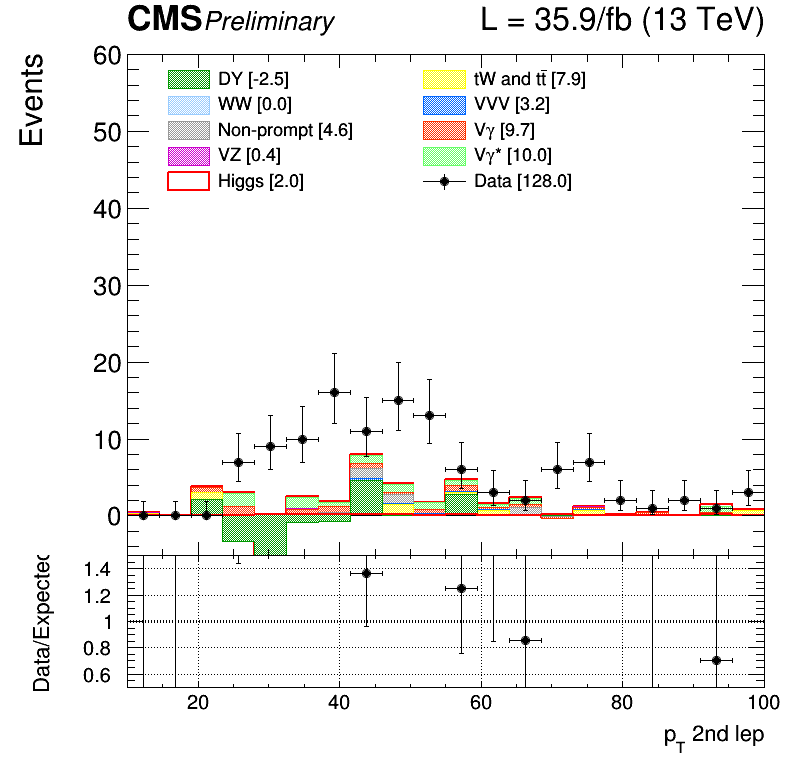 CMS Preliminary L = 35.9/fb (13 TeV)
Events
60
50
40
30
20
10
0
DY [-2.5]
WW [0.0]
Non-prompt [4.6]
VZ [0.4]
Higgs [2.0]
tW and tt̄ [7.9]
VVV [3.2]
Vγ [9.7]
Vγ* [10.0]
Data [128.0]
Data/Expected
1.4
1.2
1
0.8
0.6
20 40 60 80 100
p_T 2nd lep